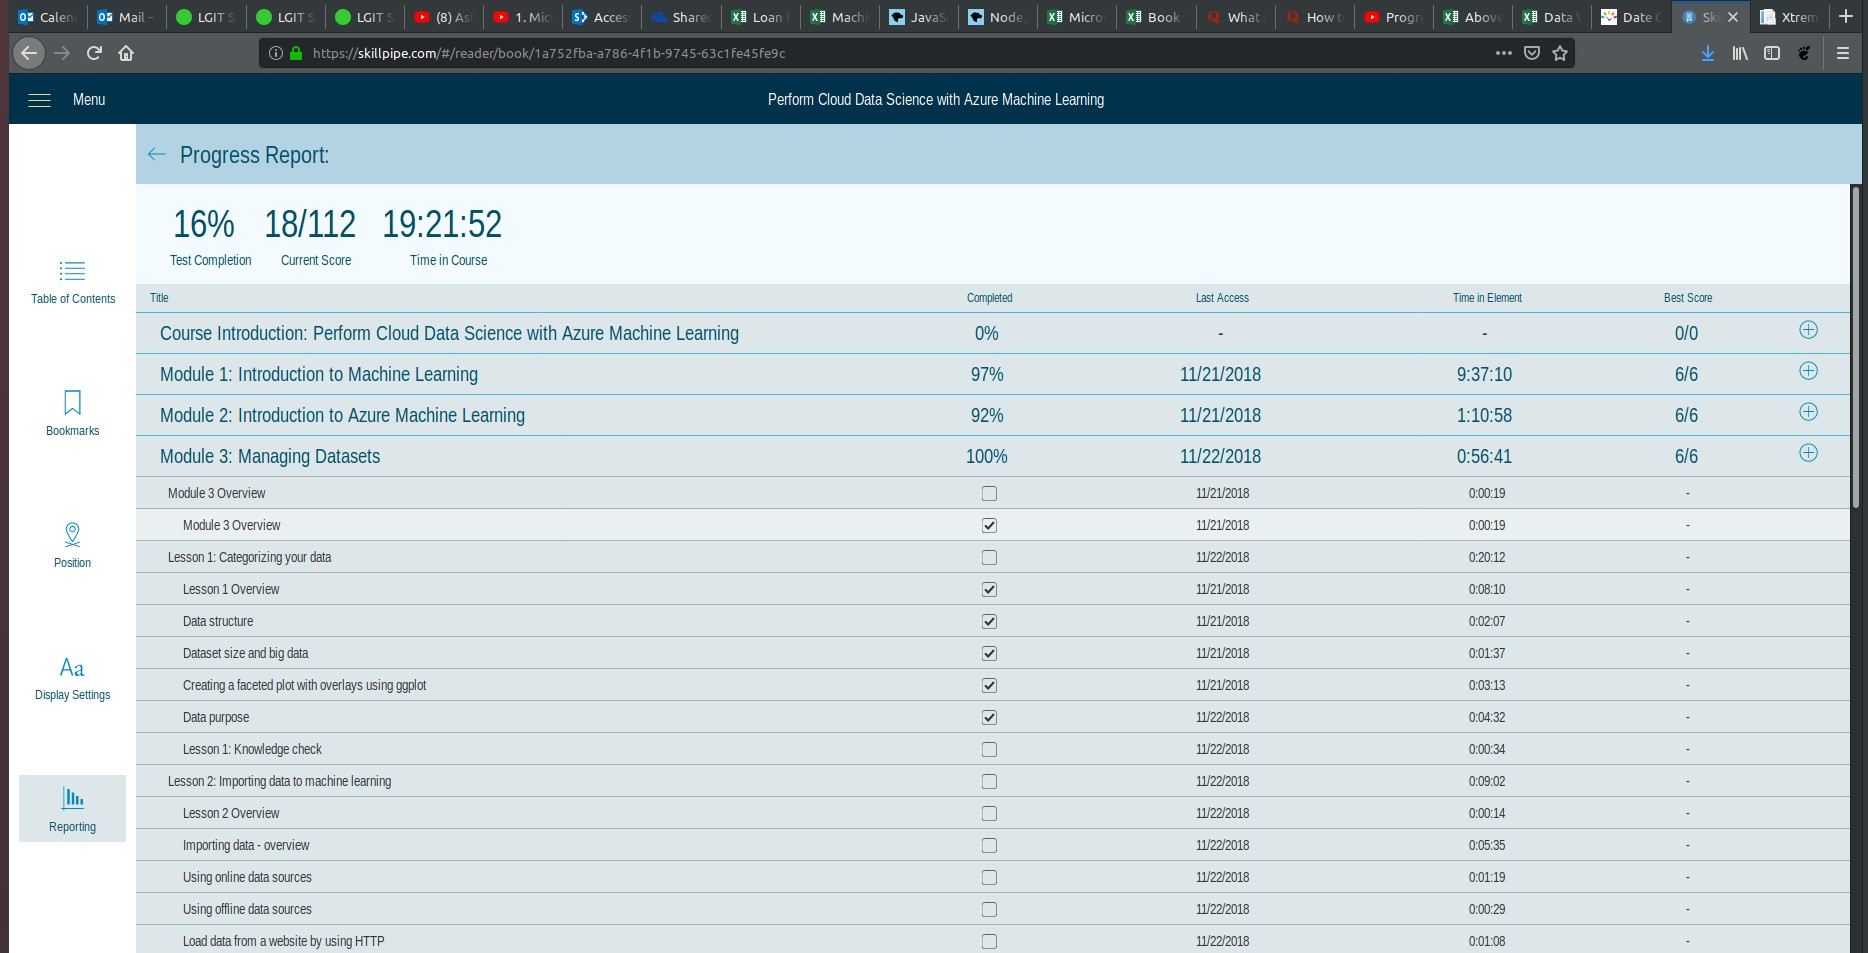 Calen
Mail -
LGIT S
LGIT S
LGIT S
(8) As
1. Mic
Acces
Share
Loan
Machi
JavaS
Node.
Micro
Book
What
How t
Progr
Above
Data
Date
Ski
Xtrem
https://skillpipe.com/#/reader/book/1a752fba-a786-4f1b-9745-63c1fe45fe9c
Menu
Perform Cloud Data Science with Azure Machine Learning
Progress Report:
16% 18/112 19:21:52
Test Completion Current Score Time in Course
Table of Contents
Bookmarks
Position
Aa
Display Settings
Reporting
Title Completed Last Access Time in Element Best Score
Course Introduction: Perform Cloud Data Science with Azure Machine Learning 0% - - 0/0
Module 1: Introduction to Machine Learning 97% 11/21/2018 9:37:10 6/6
Module 2: Introduction to Azure Machine Learning 92% 11/21/2018 1:10:58 6/6
Module 3: Managing Datasets 100% 11/22/2018 0:56:41 6/6
Module 3 Overview 11/21/2018 0:00:19 -
Module 3 Overview 11/21/2018 0:00:19 -
Lesson 1: Categorizing your data 11/22/2018 0:20:12 -
Lesson 1 Overview 11/21/2018 0:08:10 -
Data structure 11/21/2018 0:02:07 -
Dataset size and big data 11/21/2018 0:01:37 -
Creating a faceted plot with overlays using ggplot 11/21/2018 0:03:13 -
Data purpose 11/22/2018 0:04:32 -
Lesson 1: Knowledge check 11/22/2018 0:00:34 -
Lesson 2: Importing data to machine learning 11/22/2018 0:09:02 -
Lesson 2 Overview 11/22/2018 0:00:14 -
Importing data - overview 11/22/2018 0:05:35 -
Using online data sources 11/22/2018 0:01:19 -
Using offline data sources 11/22/2018 0:00:29 -
Load data from a website by using HTTP 11/22/2018 0:01:08 -